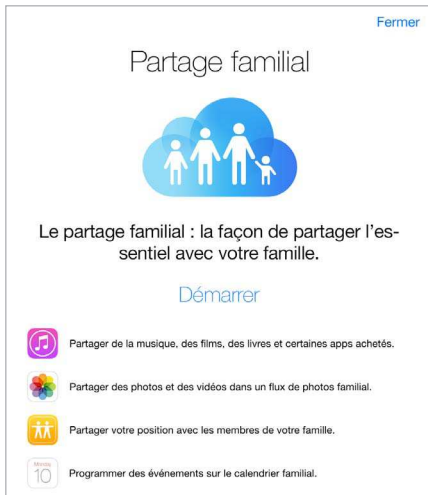 Fermer
Partage familial
Le partage familial : la façon de partager l'es-
sentiel avec votre famille.
Démarrer
Partager de la musique, des films, des livres et certaines apps achetés.
Partager des photos et des vidéos dans un flux de photos familial.
Partager votre position avec les membres de votre famille.
Monday
10
Programmer des événements sur le calendrier familial.